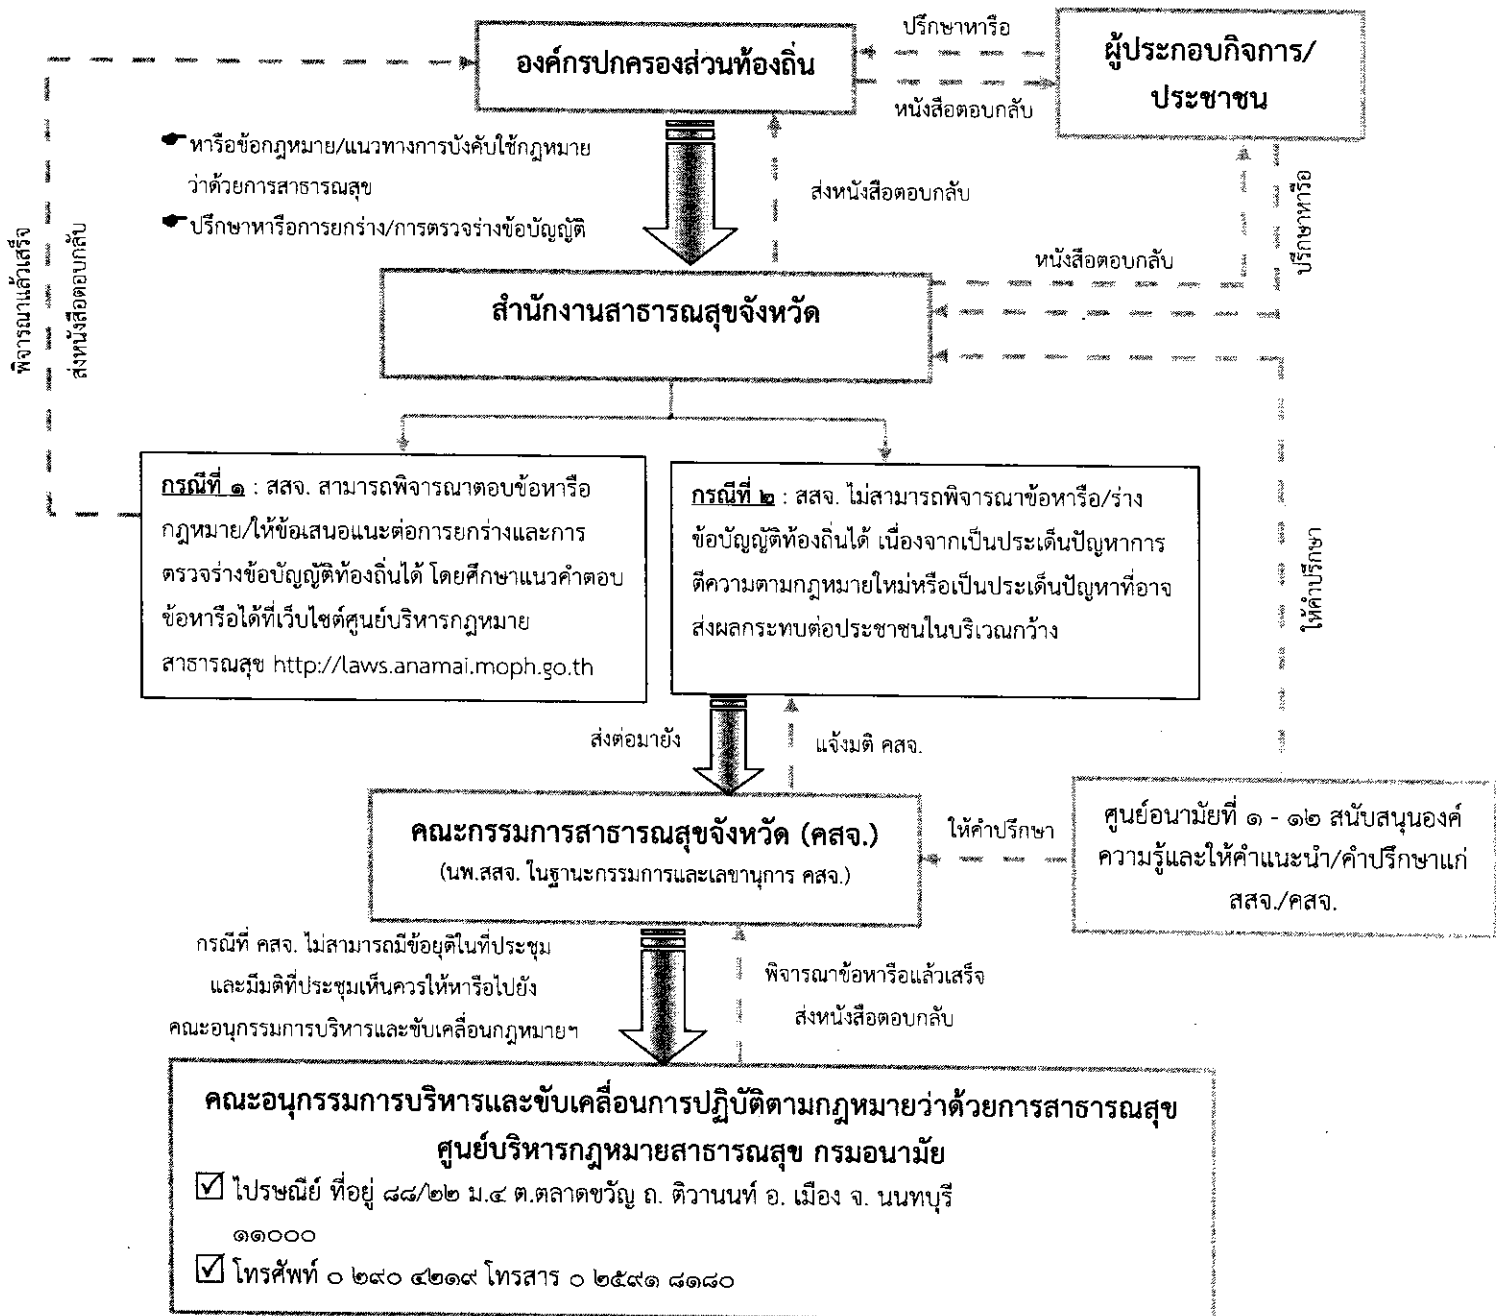 องค์กรปกครองส่วนท้องถิ่น
ปรึกษาหารือ
หนังสือตอบกลับ
ผู้ประกอบกิจการ/
ประชาชน
☛ หารือข้อกฎหมาย/แนวทางการบังคับใช้กฎหมาย
ว่าด้วยการสาธารณสุข
☛ ปรึกษาหารือการยกร่าง/การตรวจร่างข้อบัญญัติ
ส่งหนังสือตอบกลับ
ปรึกษาหารือ
หนังสือตอบกลับ
พิจารณาแล้วเสร็จ
ส่งหนังสือตอบกลับ
สำนักงานสาธารณสุขจังหวัด
กรณีที่ ๑ : สสจ. สามารถพิจารณาตอบข้อหารือ
กฎหมาย/ให้ข้อเสนอแนะต่อการยกร่างและการ
ตรวจร่างข้อบัญญัติท้องถิ่นได้ โดยศึกษาแนวคำตอบ
ข้อหารือได้ที่เว็บไซต์ศูนย์บริหารกฎหมาย
สาธารณสุข http://laws.anamai.moph.go.th
กรณีที่ ๒ : สสจ. ไม่สามารถพิจารณาข้อหารือ/ร่าง
ข้อบัญญัติท้องถิ่นได้ เนื่องจากเป็นประเด็นปัญหาการ
ตีความตามกฎหมายใหม่หรือเป็นประเด็นปัญหาที่อาจ
ส่งผลกระทบต่อประชาชนในบริเวณกว้าง
ให้คำปรึกษา
ส่งต่อมายัง
แจ้งมติ คสจ.
คณะกรรมการสาธารณสุขจังหวัด (คสจ.)
(นพ.สสจ. ในฐานะกรรมการและเลขานุการ คสจ.)
ให้คำปรึกษา
ศูนย์อนามัยที่ ๑ - ๑๒ สนับสนุนองค์
ความรู้และให้คำแนะนำ/คำปรึกษาแก่
สสจ./คสจ.
กรณีที่ คสจ. ไม่สามารถมีข้อยุติในที่ประชุม
และมีมติที่ประชุมเห็นควรให้หารือไปยัง
คณะอนุกรรมการบริหารและขับเคลื่อนกฎหมายฯ
พิจารณาข้อหารือแล้วเสร็จ
ส่งหนังสือตอบกลับ
คณะอนุกรรมการบริหารและขับเคลื่อนการปฏิบัติตามกฎหมายว่าด้วยการสาธารณสุข
ศูนย์บริหารกฎหมายสาธารณสุข กรมอนามัย
☑ ไปรษณีย์ ที่อยู่ ๘๘/๒๒ ม.๔ ต.ตลาดขวัญ ถ. ติวานนท์ อ. เมือง จ. นนทบุรี
๑๑๐๐๐
☑ โทรศัพท์ ๐ ๒๙๐ ๔๒๑๙ โทรสาร ๐ ๒๕๙๑ ๘๑๘๐